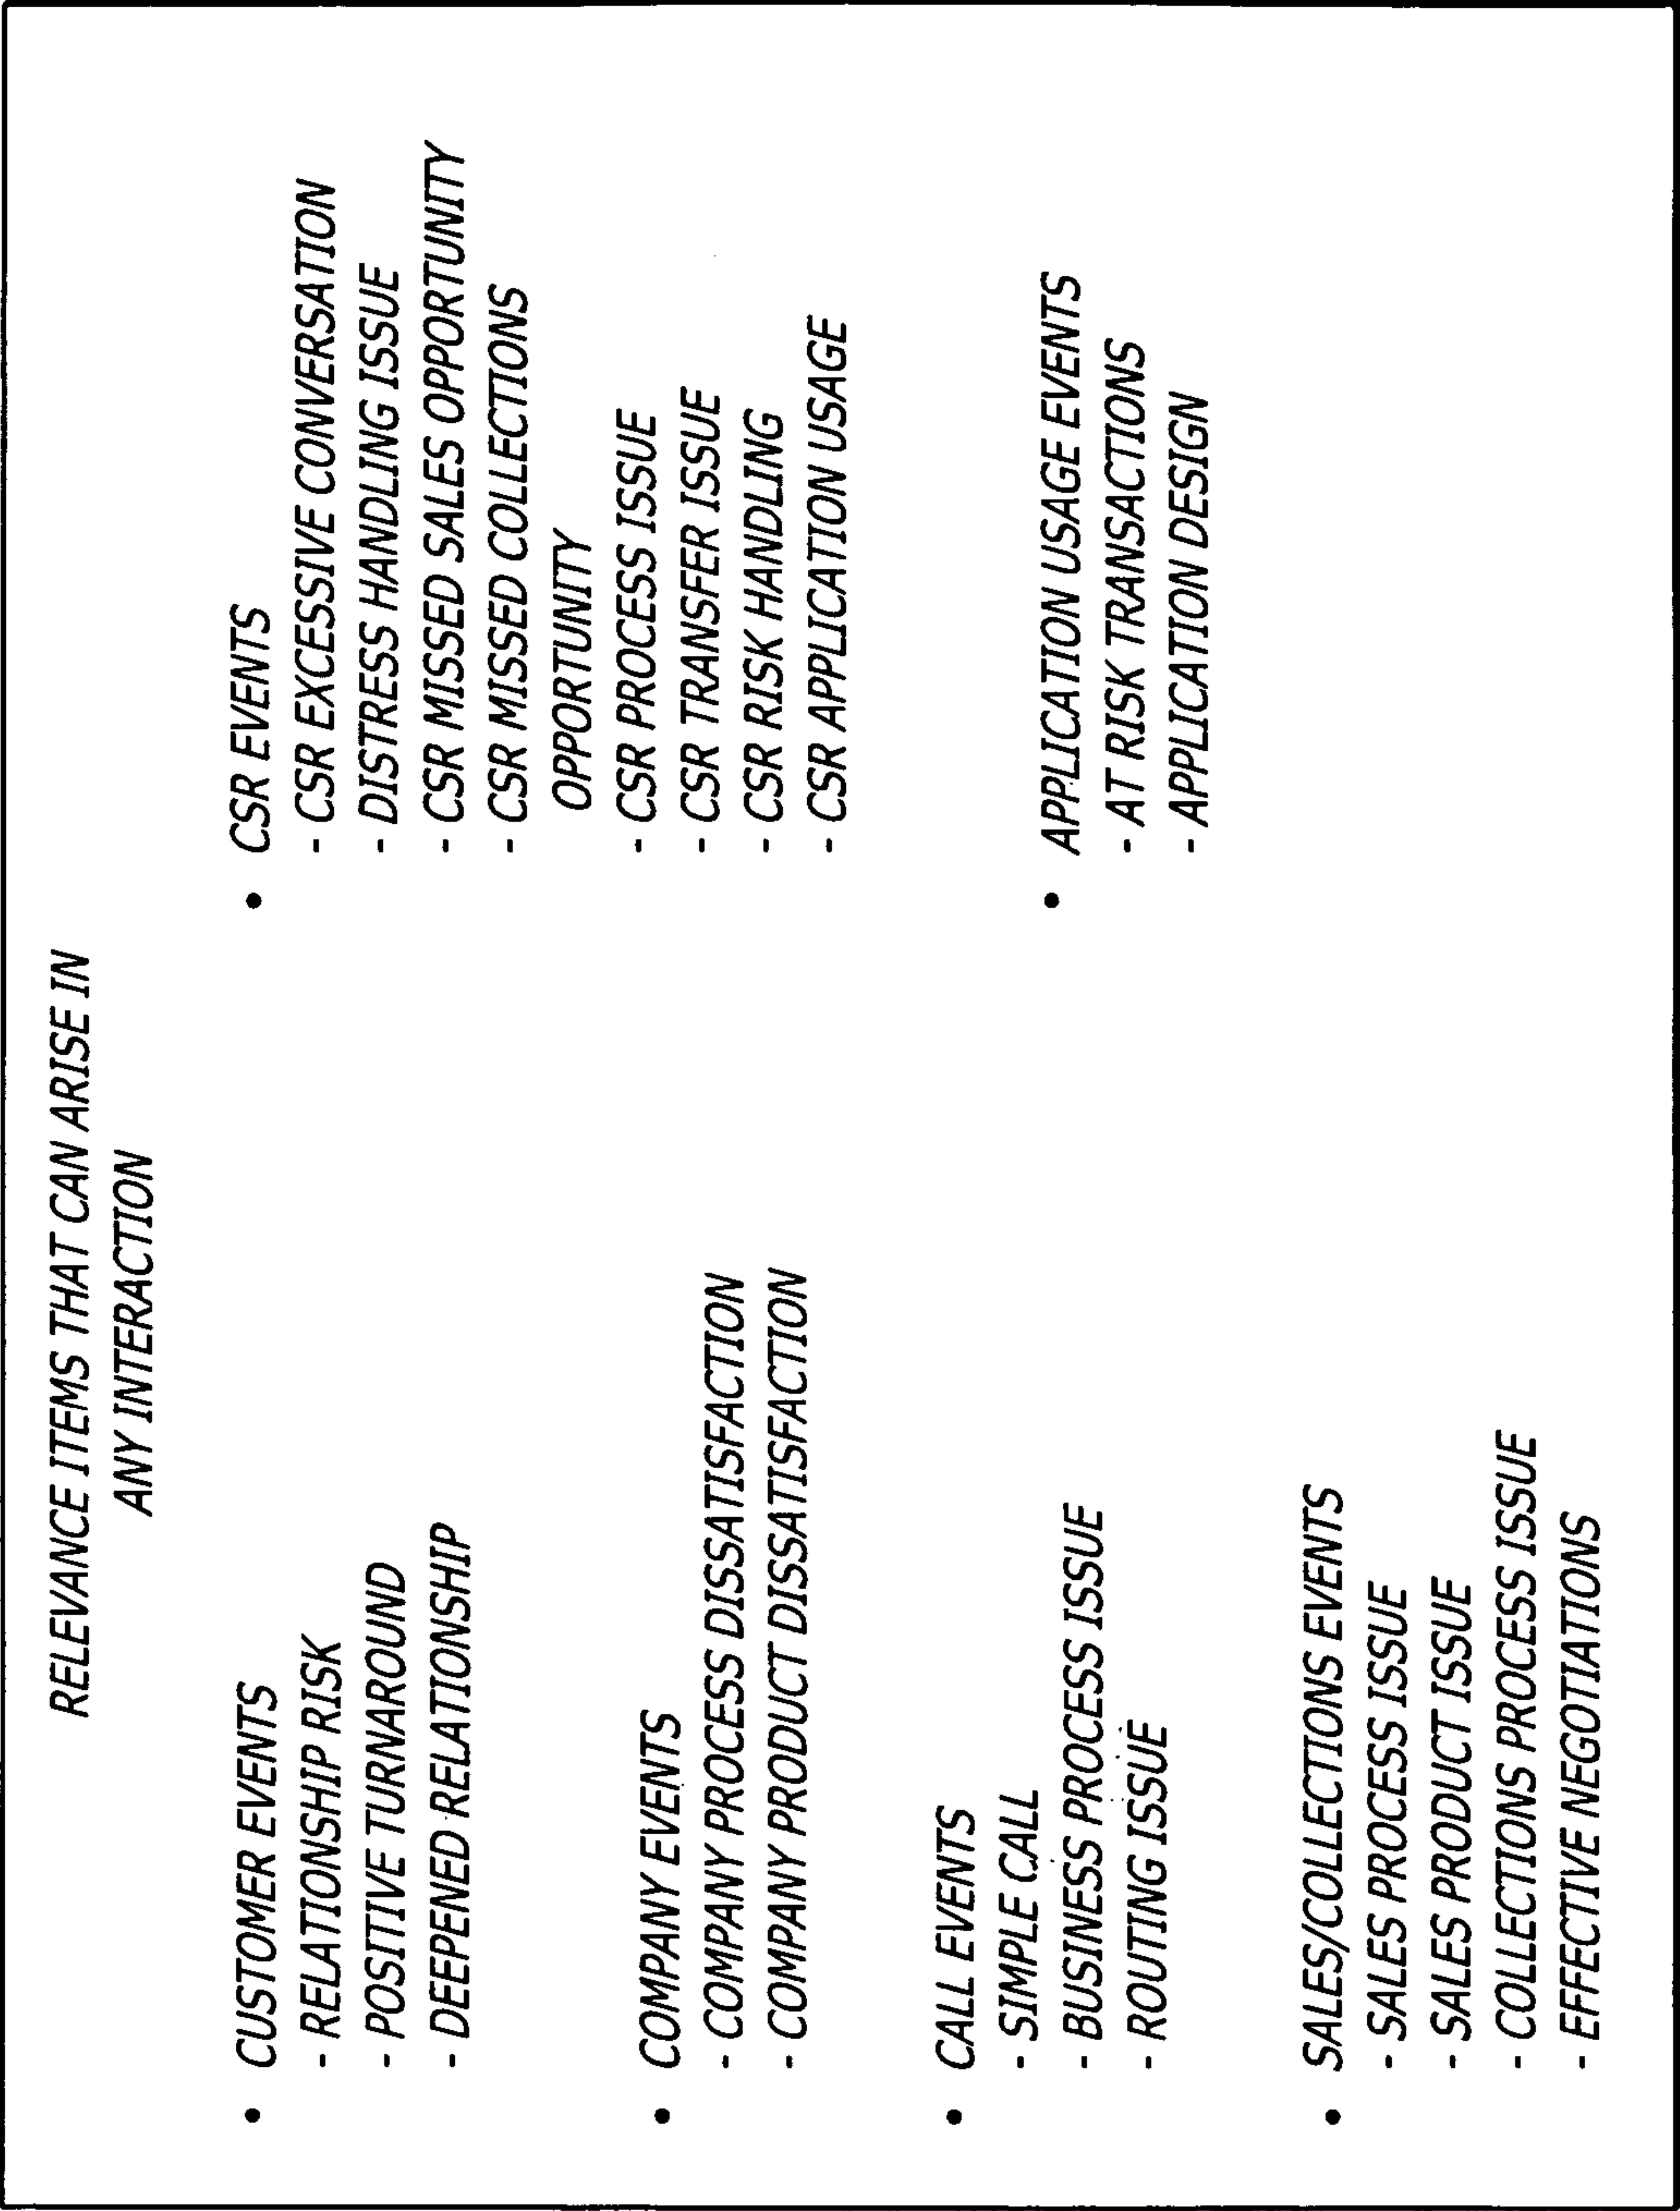 RELEVANCE ITEMS THAT CAN ARISE IN
ANY INTERACTION
• CUSTOMER EVENTS
- RELATIONSHIP RISK
- POSITIVE TURNAROUND
- DEEPENED RELATIONSHIP
• COMPANY EVENTS
- COMPANY PROCESS DISSATISFACTION
- COMPANY PRODUCT DISSATISFACTION
• CALL EVENTS
- SIMPLE CALL
- BUSINESS PROCESS ISSUE
- ROUTING ISSUE
• SALES/COLLECTIONS EVENTS
- SALES PROCESS ISSUE
- SALES PRODUCT ISSUE
- COLLECTIONS PROCESS ISSUE
- EFFECTIVE NEGOTIATIONS
• CSR EVENTS
- CSR EXCESSIVE CONVERSATION
- DISTRESS HANDLING ISSUE
- CSR MISSED SALES OPPORTUNITY
- CSR MISSED COLLECTIONS
OPPORTUNITY
- CSR PROCESS ISSUE
- CSR TRANSFER ISSUE
- CSR RISK HANDLING
- CSR APPLICATION USAGE
• APPLICATION USAGE EVENTS
- AT RISK TRANSACTIONS
- APPLICATION DESIGN